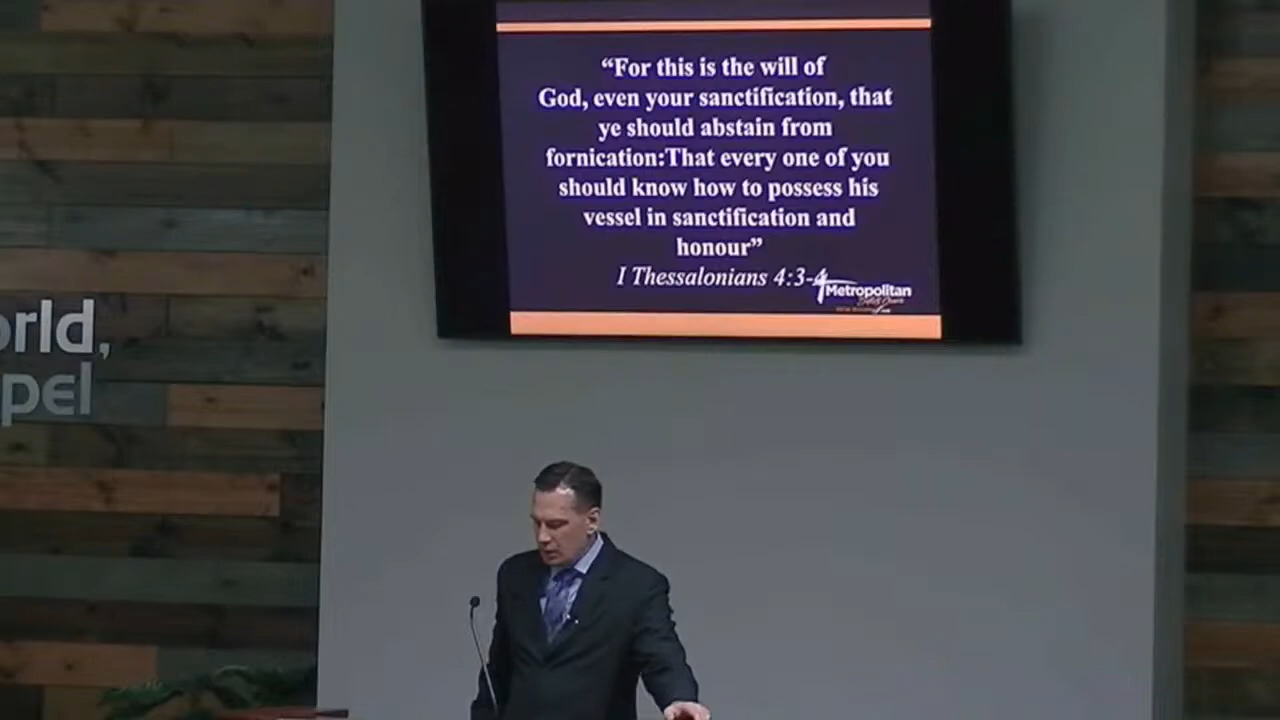 “For this is the will of
God, even your sanctification, that
ye should abstain from
fornication:That every one of you
should know how to possess his
vessel in sanctification and
honour”
I Thessalonians 4:3-4
Metropolitan
orld,
pel